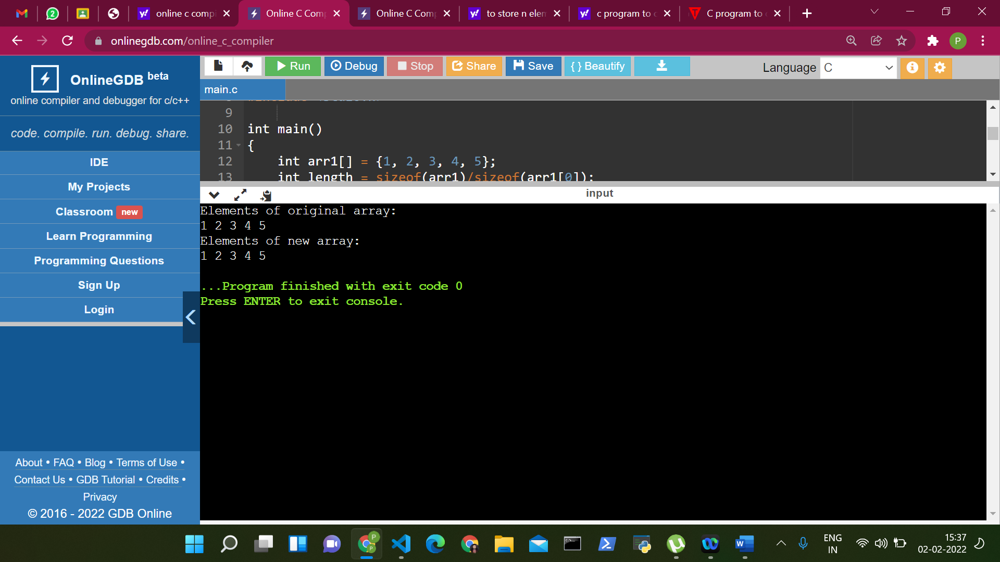 2
online c compi
Online C Com
Online C Com
to store n elem
c program to c
C program to
onlinegdb.com/online_c_compiler
P
OnlineGDB beta
online compiler and debugger for c/c++
code. compile. run. debug. share.
IDE
My Projects
Classroom new
Learn Programming
Programming Questions
Sign Up
Login
About • FAQ • Blog • Terms of Use •
Contact Us • GDB Tutorial • Credits •
Privacy
© 2016 - 2022 GDB Online
Run
Debug
Stop
Share
Save
{ } Beautify
Language C
main.c
9
10 int main()
11 {
12 int arr1[] = {1, 2, 3, 4, 5};
13 int length = sizeof(arr1)/sizeof(arr1[0]);
input
Elements of original array:
1 2 3 4 5
Elements of new array:
1 2 3 4 5
...Program finished with exit code 0
Press ENTER to exit console.
ENG
IN
15:37
02-02-2022